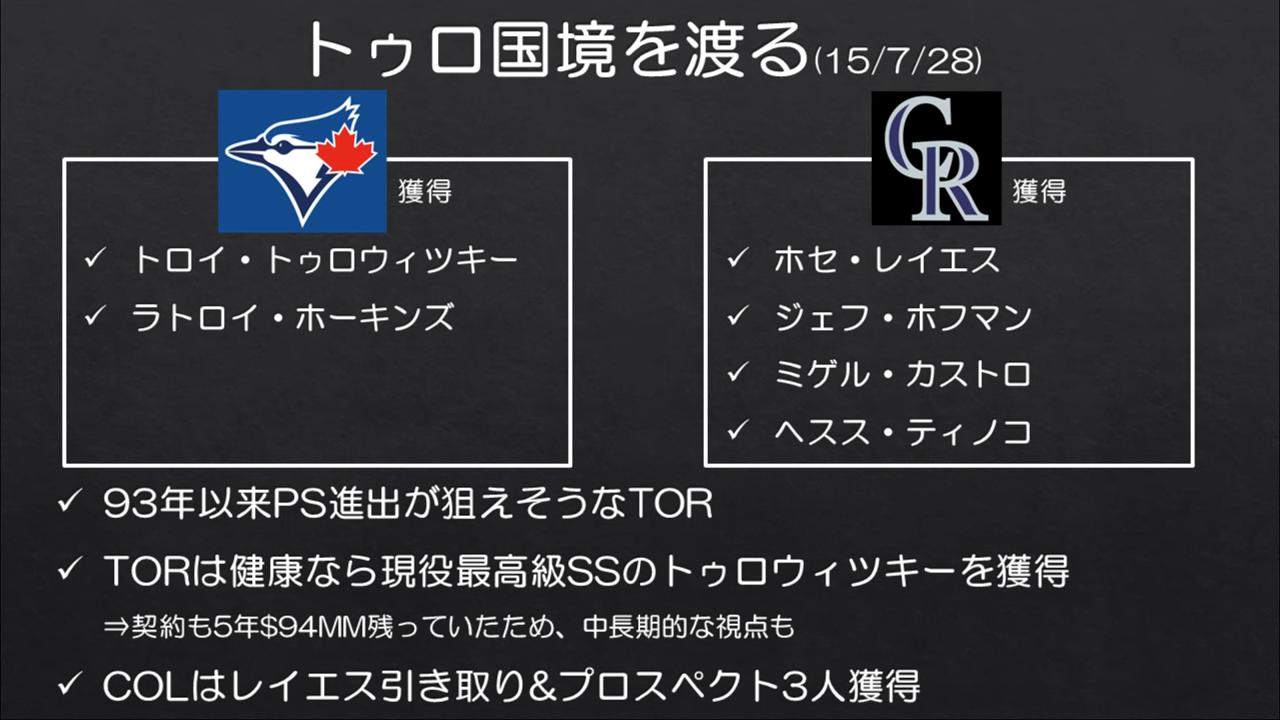 トゥロ国境を渡る(15/7/28)
獲得
✓ トロイ・トゥロウィツキー
✓ ラトロイ・ホーキンズ
CR
獲得
✓ ホセ・レイエス
✓ ジェフ・ホフマン
✓ ミゲル・カストロ
✓ ヘスス・ティノコ
✓ 93年以来PS進出が狙えそうなTOR
✓ TORは健康なら現役最高級SSのトゥロウィツキーを獲得
⇒契約も5年$94MM残っていたため、中長期的な視点も
✓ COLはレイエス引き取り&プロスペクト3人獲得